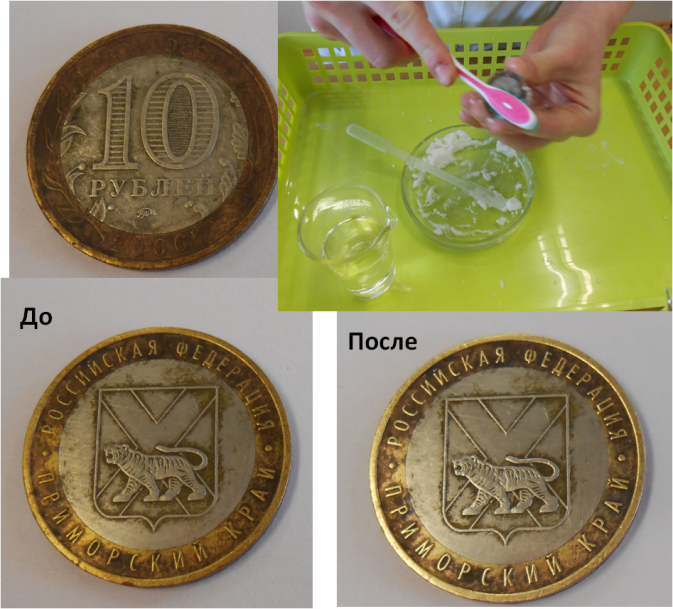 10
РУБЛЕЙ
До
РОССИЙСКАЯ ФЕДЕРАЦИЯ
ПРИМОРСКИЙ КРАЙ
После
РОССИЙСКАЯ ФЕДЕРАЦИЯ
ПРИМОРСКИЙ КРАЙ